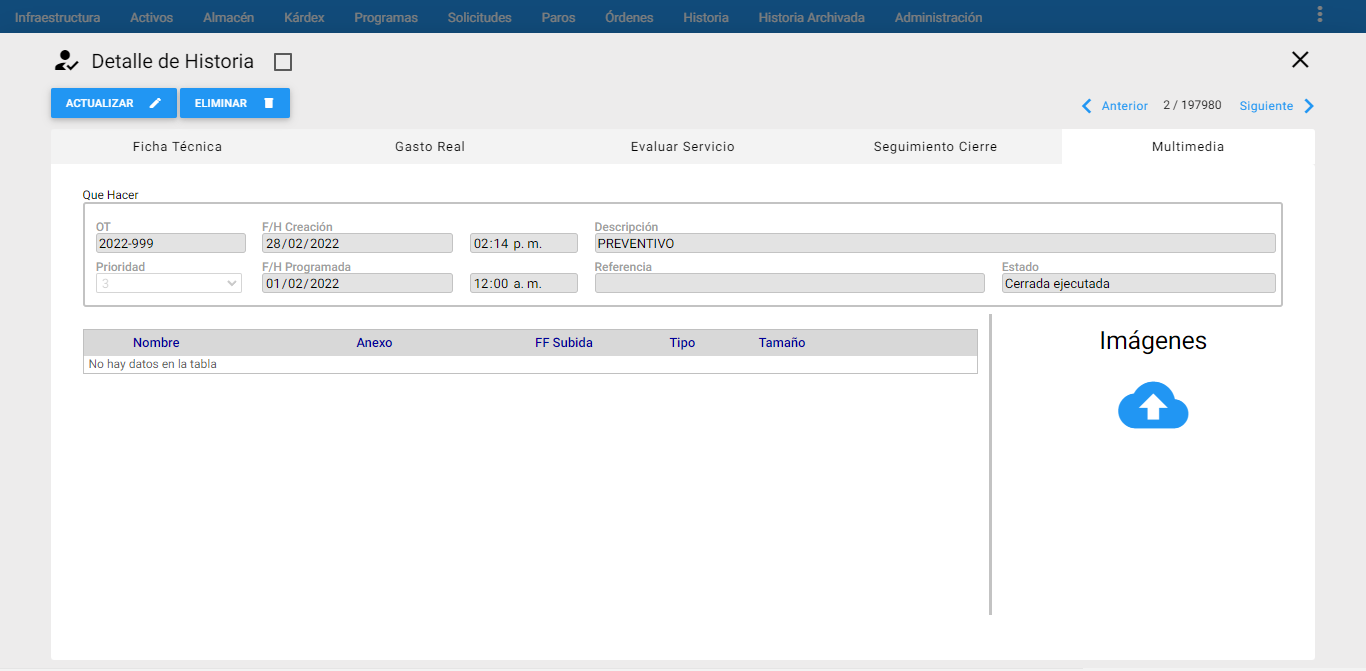 Infraestructura Activos Almacén Kárdex Programas Solicitudes Paros Órdenes Historia Historia Archivada Administración
Detalle de Historia
ACTUALIZAR ELIMINAR
Anterior 2 / 197980 Siguiente
Ficha Técnica Gasto Real Evaluar Servicio Seguimiento Cierre Multimedia
Que Hacer
OT F/H Creación Descripción
2022-999 28/02/2022 02:14 p. m. PREVENTIVO
Prioridad F/H Programada Referencia Estado
3 01/02/2022 12:00 a. m. Cerrada ejecutada
Nombre Anexo FF Subida Tipo Tamaño
No hay datos en la tabla
Imágenes